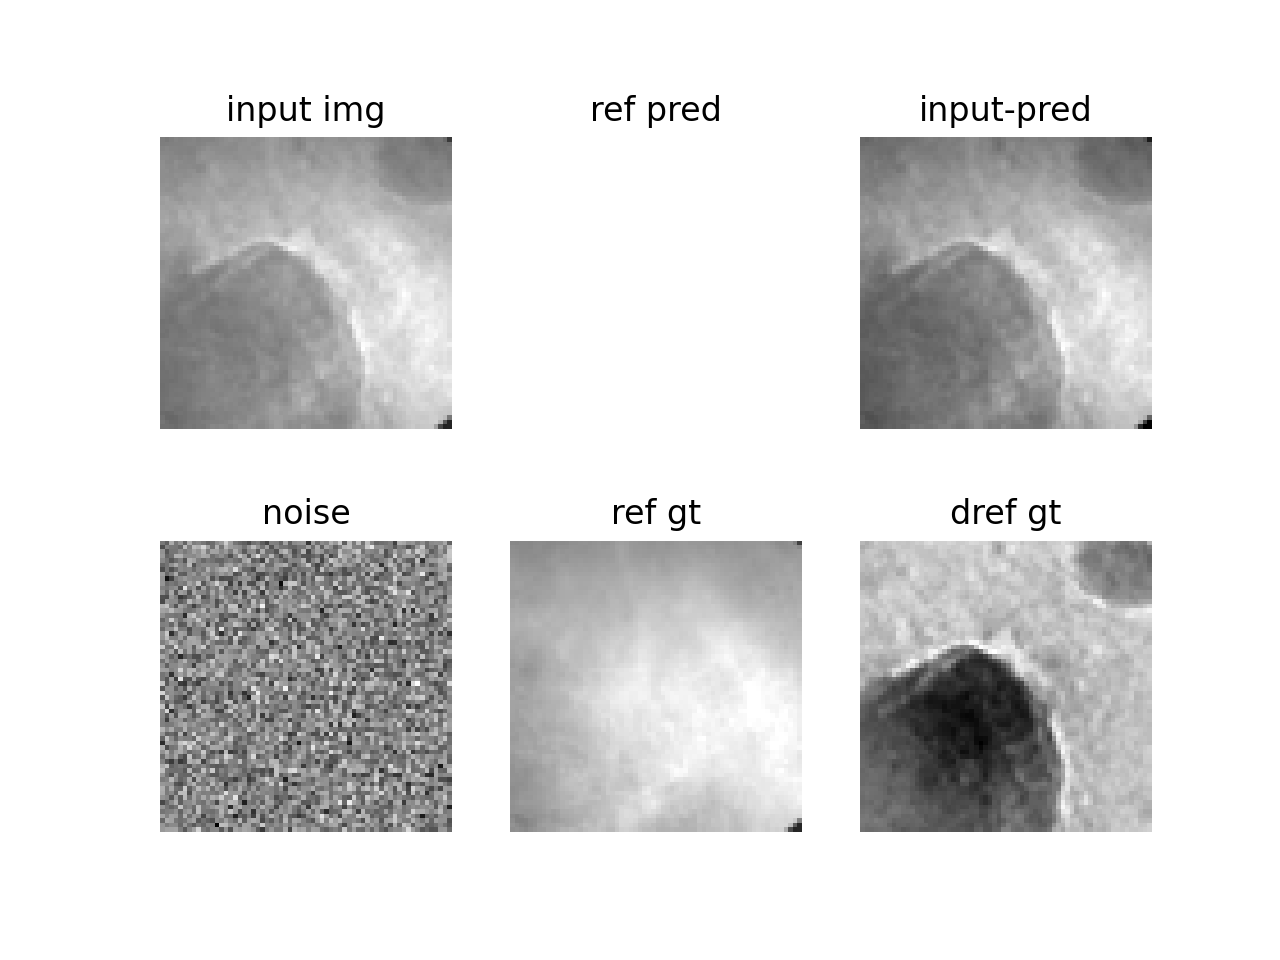 input img
ref pred
input-pred
noise
ref gt
dref gt